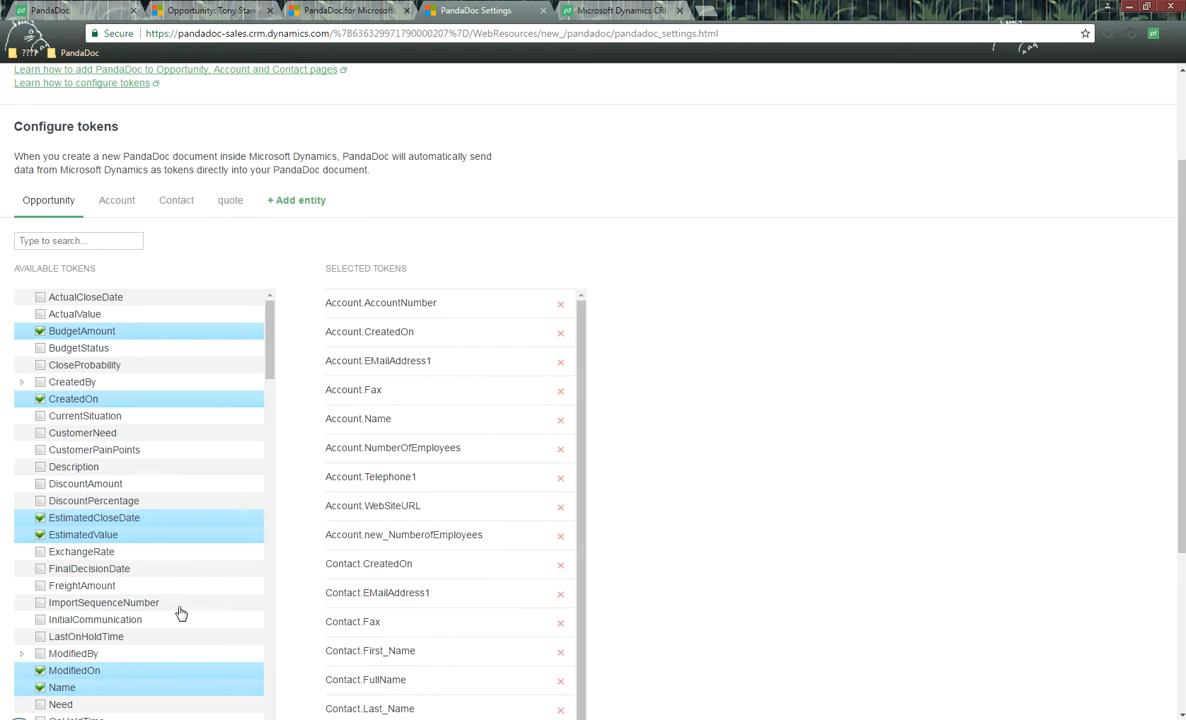 PandaDoc
Opportunity: Tony Star
PandaDoc for Microsof
PandaDoc Settings
Microsoft Dynamics CR
Secure
https://pandadoc-sales.crm.dynamics.com/%7B636329971790000207%7D/WebResources/new_/pandadoc/pandadoc_settings.html
????
PandaDoc
Learn how to add PandaDoc to Opportunity, Account and Contact pages
Learn how to configure tokens
Configure tokens
When you create a new PandaDoc document inside Microsoft Dynamics, PandaDoc will automatically send
data from Microsoft Dynamics as tokens directly into your PandaDoc document.
Opportunity Account Contact quote + Add entity
Type to search...
AVAILABLE TOKENS
ActualCloseDate
ActualValue
BudgetAmount
BudgetStatus
CloseProbability
CreatedBy
CreatedOn
CurrentSituation
CustomerNeed
CustomerPainPoints
Description
DiscountAmount
DiscountPercentage
EstimatedCloseDate
EstimatedValue
ExchangeRate
FinalDecisionDate
FreightAmount
ImportSequenceNumber
InitialCommunication
LastOnHoldTime
ModifiedBy
ModifiedOn
Name
Need
OnHoldTime
SELECTED TOKENS
Account.AccountNumber
Account.CreatedOn
Account.EMailAddress1
Account.Fax
Account.Name
Account.NumberOfEmployees
Account.Telephone1
Account.WebSiteURL
Account.new_NumberofEmployees
Contact.CreatedOn
Contact.EMailAddress1
Contact.Fax
Contact.First_Name
Contact.FullName
Contact.Last_Name